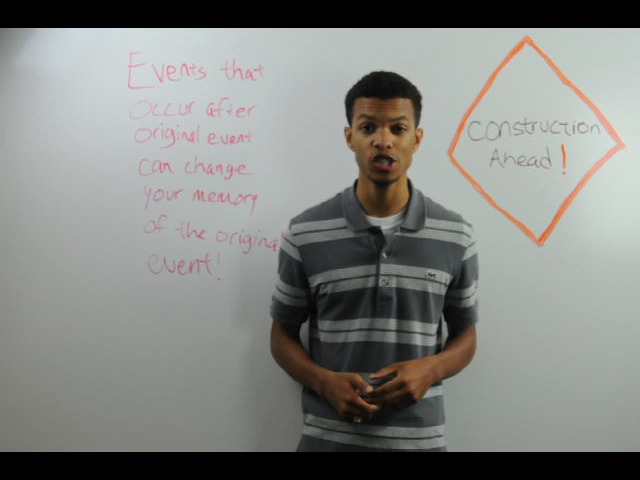 Events that
occur after
original event
can change
your memory
of the original
event!
Construction
Ahead!